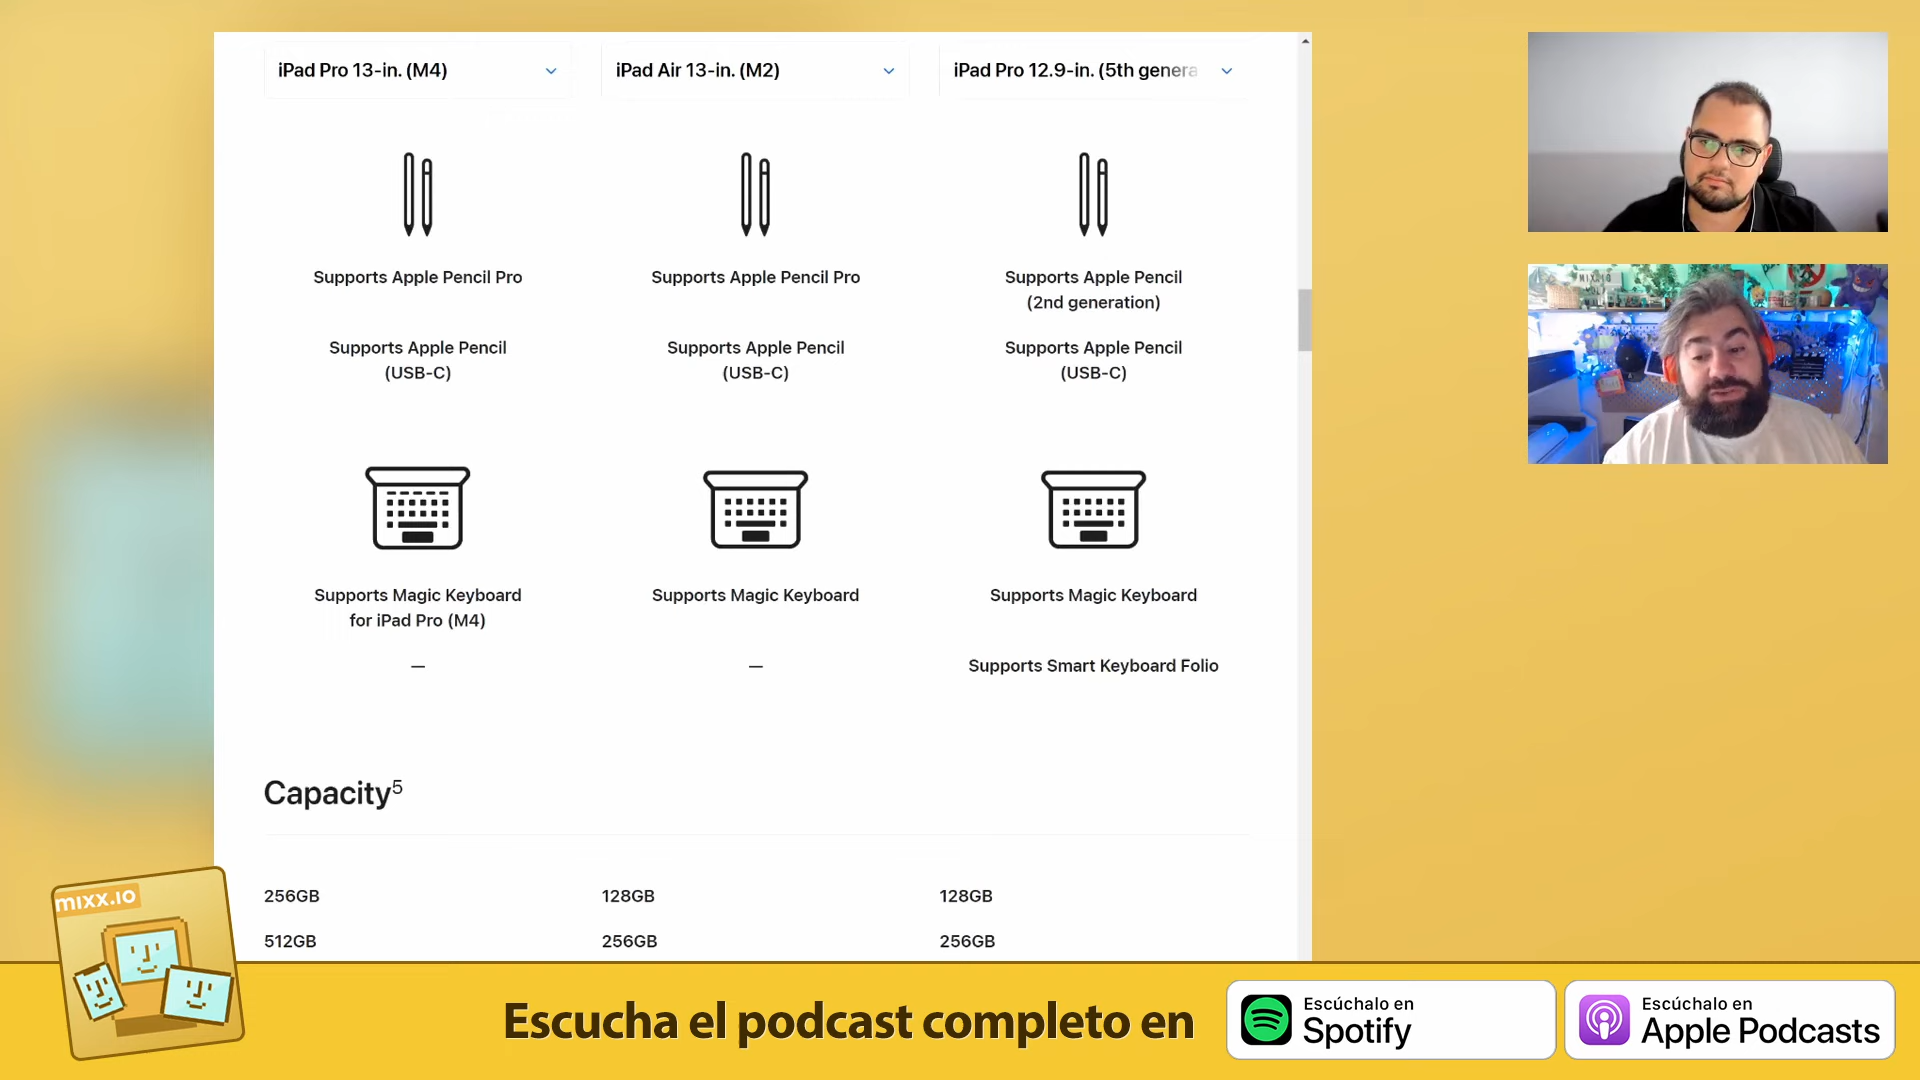 iPad Pro 13-in. (M4)
iPad Air 13-in. (M2)
iPad Pro 12.9-in. (5th genera
Supports Apple Pencil Pro
Supports Apple Pencil Pro
Supports Apple Pencil
(2nd generation)
Supports Apple Pencil
(USB-C)
Supports Apple Pencil
(USB-C)
Supports Apple Pencil
(USB-C)
Supports Magic Keyboard
for iPad Pro (M4)
Supports Magic Keyboard
Supports Magic Keyboard
—
—
Supports Smart Keyboard Folio
Capacity5
256GB
128GB
128GB
512GB
256GB
256GB
mixx.io
Escucha el podcast completo en
Escúchalo en
Spotify
Escúchalo en
Apple Podcasts